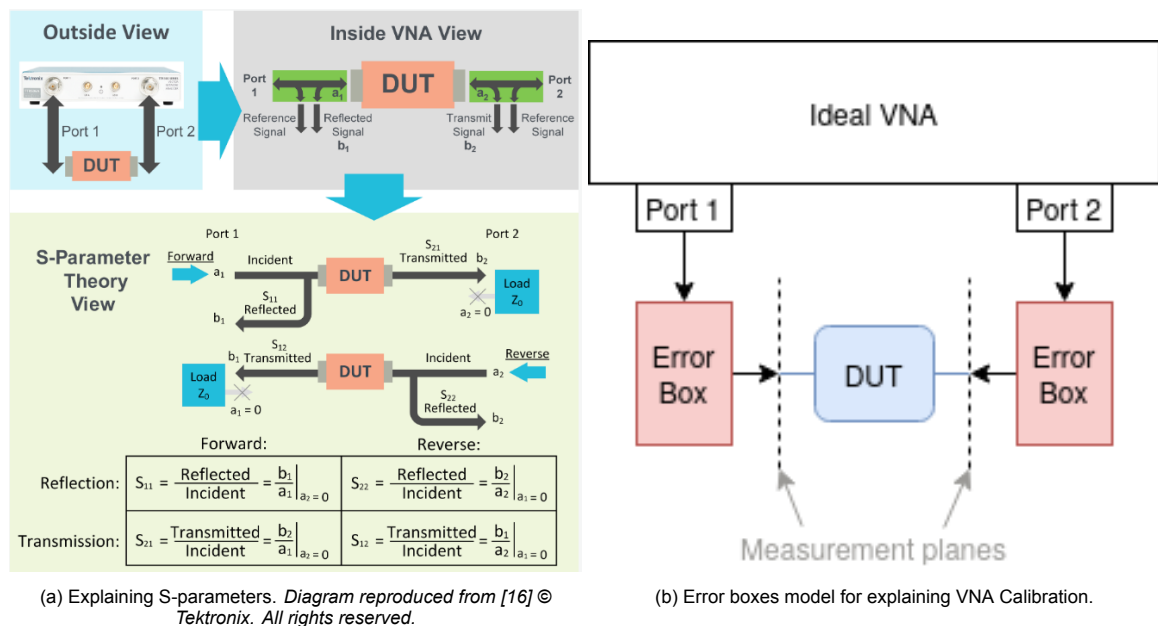 Outside View
Tektronix
Port 1
Port 2
DUT
Inside VNA View
Port
1
a1
DUT
a2
Port
2
Reference
Signal
Reflected
Signal
b1
Transmit
Signal
b2
Reference
Signal
S-Parameter
Theory
View
Port 1
Port 2
Forward
a1
Incident
DUT
S21
Transmitted
b2
Load
Z0
a2 = 0
S11
Reflected
b1
S12
b1 Transmitted
DUT
Incident
a2
Reverse
Load
Z0
a1 = 0
S22
Reflected
b2
Forward:
Reverse:
Reflection:
S11 = Reflected / Incident = b1 / a1 | a2 = 0
S22 = Reflected / Incident = b2 / a2 | a1 = 0
Transmission:
S21 = Transmitted / Incident = b2 / a1 | a2 = 0
S12 = Transmitted / Incident = b1 / a2 | a1 = 0
(a) Explaining S-parameters. Diagram reproduced from [16] ©
Tektronix. All rights reserved.
Ideal VNA
Port 1
Port 2
Error
Box
DUT
Error
Box
Measurement planes
(b) Error boxes model for explaining VNA Calibration.